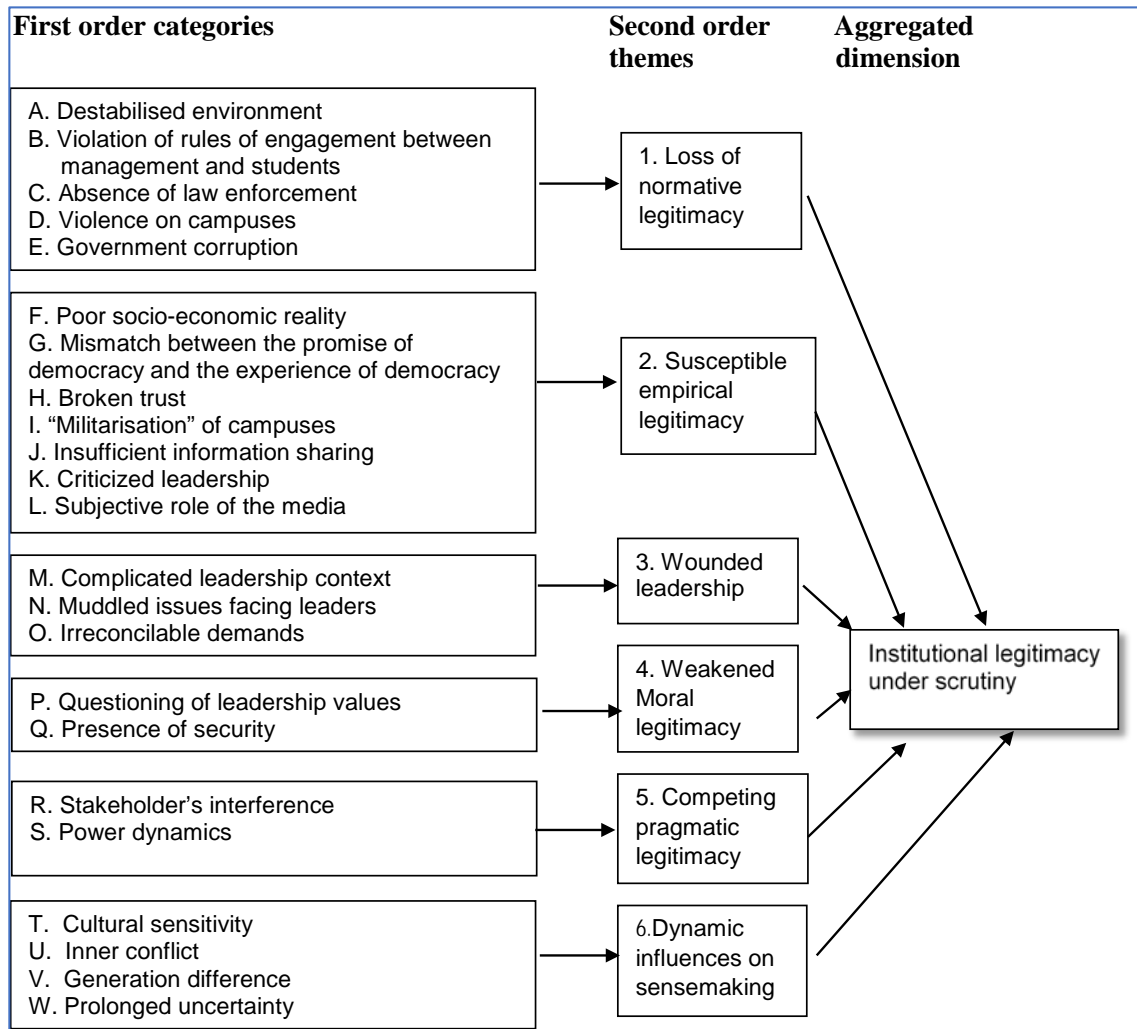 First order categories
Second order
themes
Aggregated
dimension
A. Destabilised environment
B. Violation of rules of engagement between
management and students
C. Absence of law enforcement
D. Violence on campuses
E. Government corruption
1. Loss of
normative
legitimacy
F. Poor socio-economic reality
G. Mismatch between the promise of
democracy and the experience of democracy
H. Broken trust
I. “Militarisation” of campuses
J. Insufficient information sharing
K. Criticized leadership
L. Subjective role of the media
2. Susceptible
empirical
legitimacy
M. Complicated leadership context
N. Muddled issues facing leaders
O. Irreconcilable demands
3. Wounded
leadership
P. Questioning of leadership values
Q. Presence of security
4. Weakened
Moral
legitimacy
R. Stakeholder’s interference
S. Power dynamics
5. Competing
pragmatic
legitimacy
T. Cultural sensitivity
U. Inner conflict
V. Generation difference
W. Prolonged uncertainty
6.Dynamic
influences on
sensemaking
Institutional legitimacy
under scrutiny